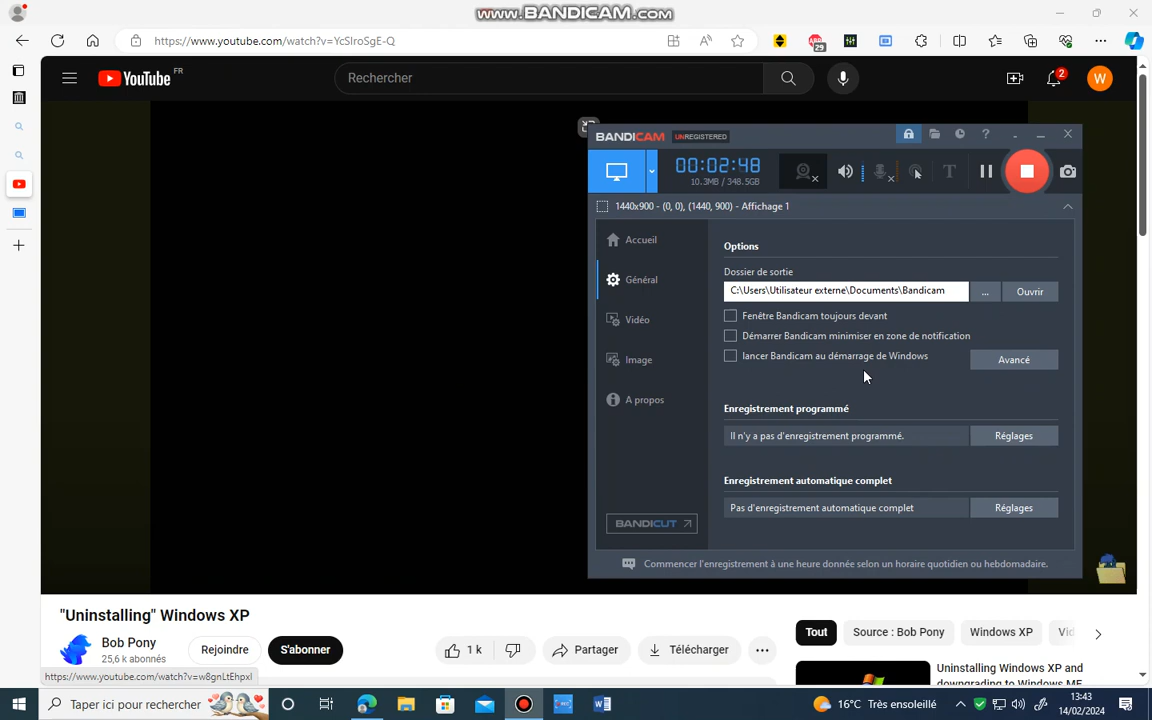 www.BANDICAM.com
https://www.youtube.com/watch?v=YcSIroSgE-Q
29
YouTube FR
Rechercher
2
W
BANDICAM UNREGISTERED
00:02:48
10.3MB / 348.5GB
1440x900 - (0, 0), (1440, 900) - Affichage 1
Accueil
Général
Vidéo
Image
A propos
BANDICUT
Options
Dossier de sortie
C:\Users\Utilisateur externe\Documents\Bandicam
...
Ouvrir
Fenêtre Bandicam toujours devant
Démarrer Bandicam minimiser en zone de notification
lancer Bandicam au démarrage de Windows
Avancé
Enregistrement programmé
Il n'y a pas d'enregistrement programmé.
Réglages
Enregistrement automatique complet
Pas d'enregistrement automatique complet
Réglages
Commencer l'enregistrement à une heure donnée selon un horaire quotidien ou hebdomadaire.
"Uninstalling" Windows XP
Bob Pony
25,6 k abonnés
Rejoindre
S'abonner
1 k
Partager
Télécharger
Tout
Source : Bob Pony
Windows XP
Vid
Uninstalling Windows XP and
downgrading to Windows ME
https://www.youtube.com/watch?v=w8gnLtEhpxI
Taper ici pour rechercher
16°C Très ensoleillé
13:43
14/02/2024